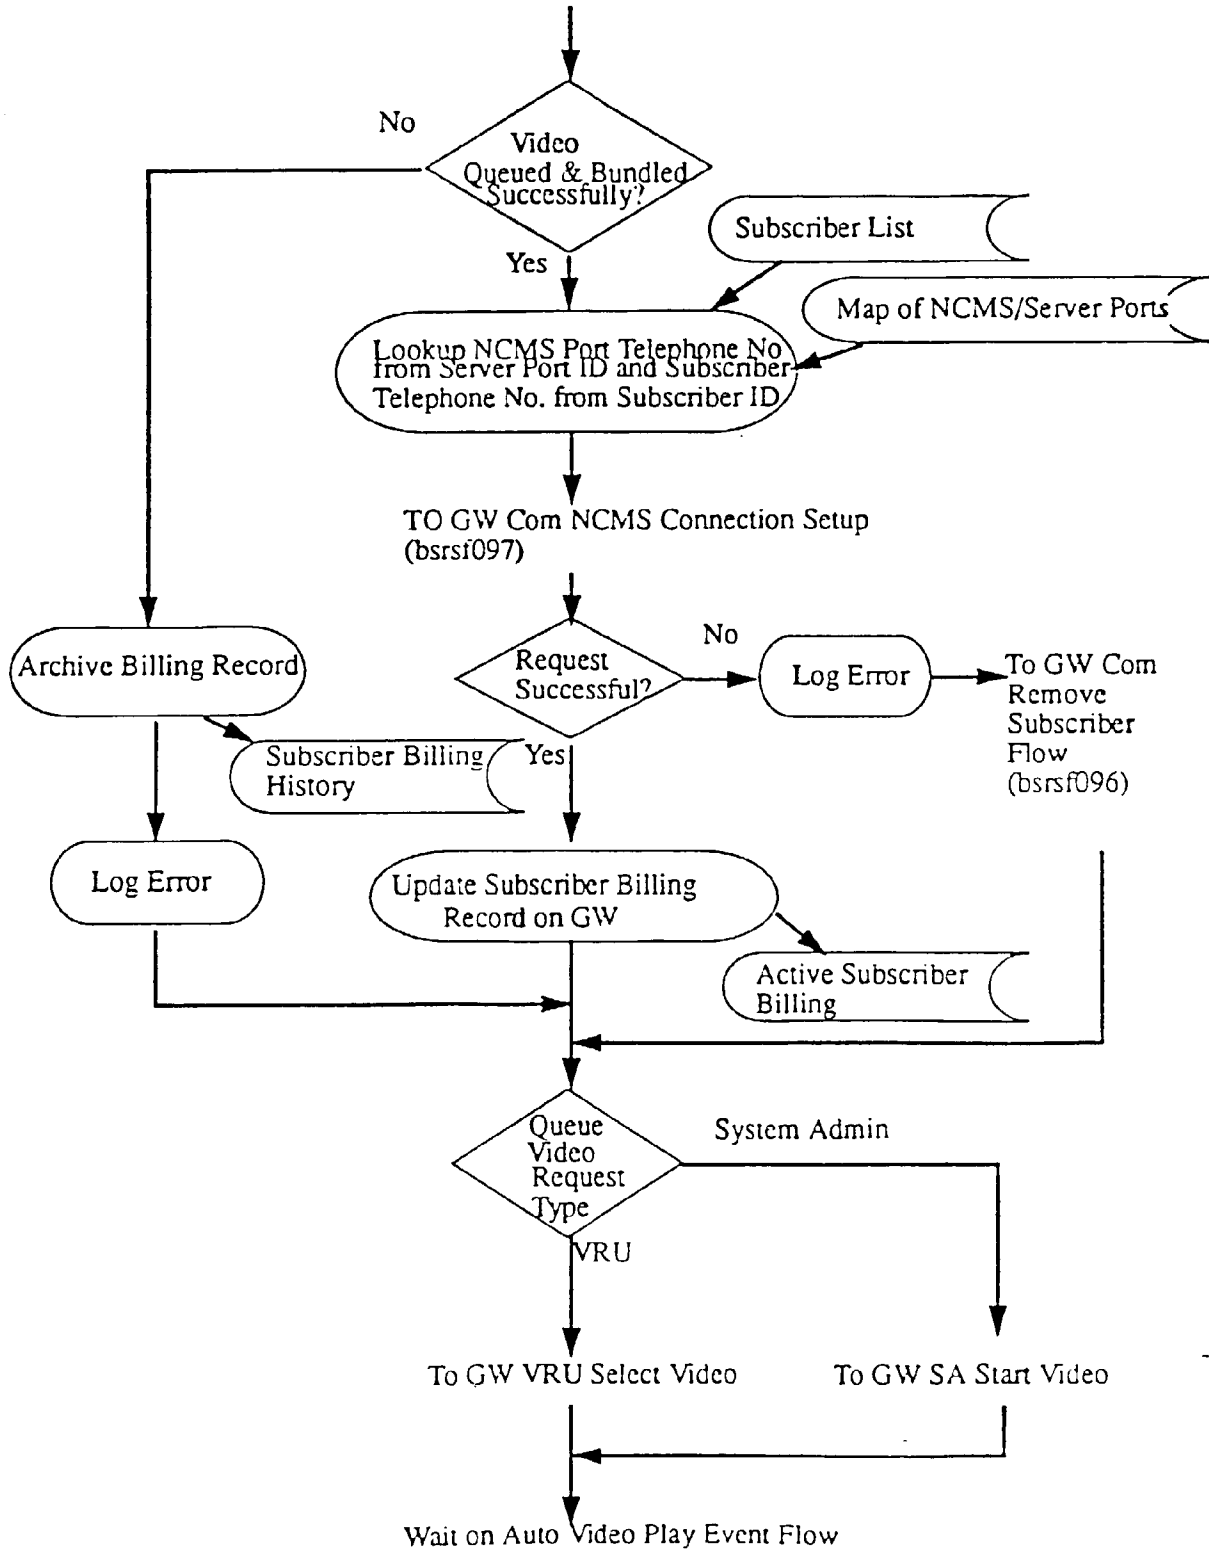 No
Video
Queued & Bundled
Successfully?
Yes
Subscriber List
Map of NCMS/Server Ports
Lookup NCMS Port Telephone No
from Server Port ID and Subscriber
Telephone No. from Subscriber ID
TO GW Com NCMS Connection Setup
(bsrsf097)
Archive Billing Record
Request
Successful?
No
Log Error
To GW Com
Remove
Subscriber
Flow
(bsrsf096)
Subscriber Billing
History
Yes
Log Error
Update Subscriber Billing
Record on GW
Active Subscriber
Billing
Queue
Video
Request
Type
System Admin
VRU
To GW VRU Select Video
To GW SA Start Video
Wait on Auto Video Play Event Flow